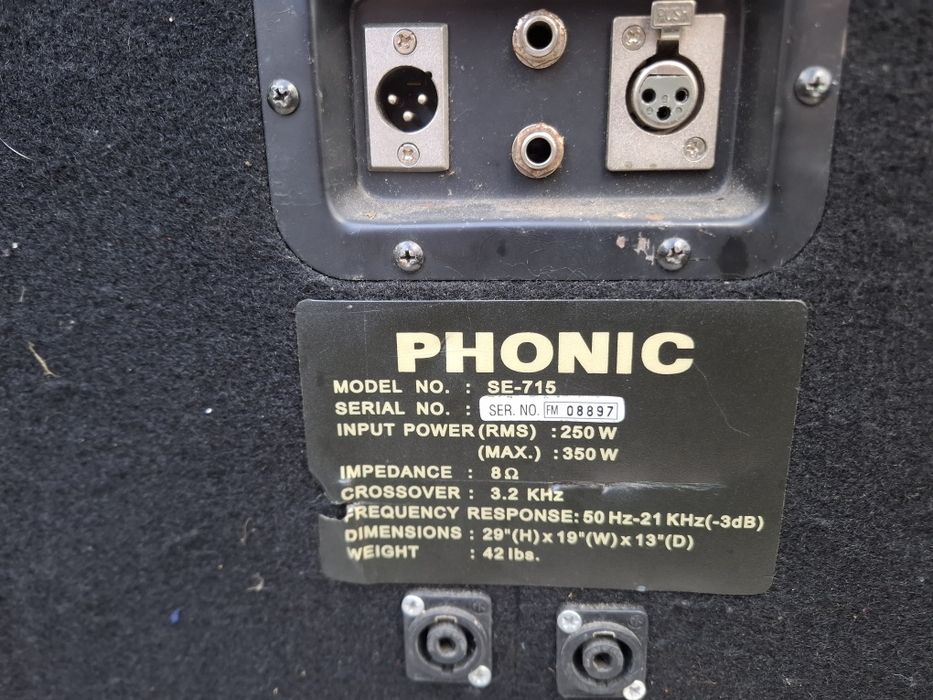 PUSH
PHONIC
MODEL NO. : SE-715
SERIAL NO. : SER. NO. FM 08897
INPUT POWER (RMS) : 250 W
(MAX.) : 350 W
IMPEDANCE : 8Ω
CROSSOVER : 3.2 KHz
FREQUENCY RESPONSE: 50 Hz-21 KHz(-3dB)
DIMENSIONS : 29"(H) x 19"(W) x 13"(D)
WEIGHT : 42 lbs.